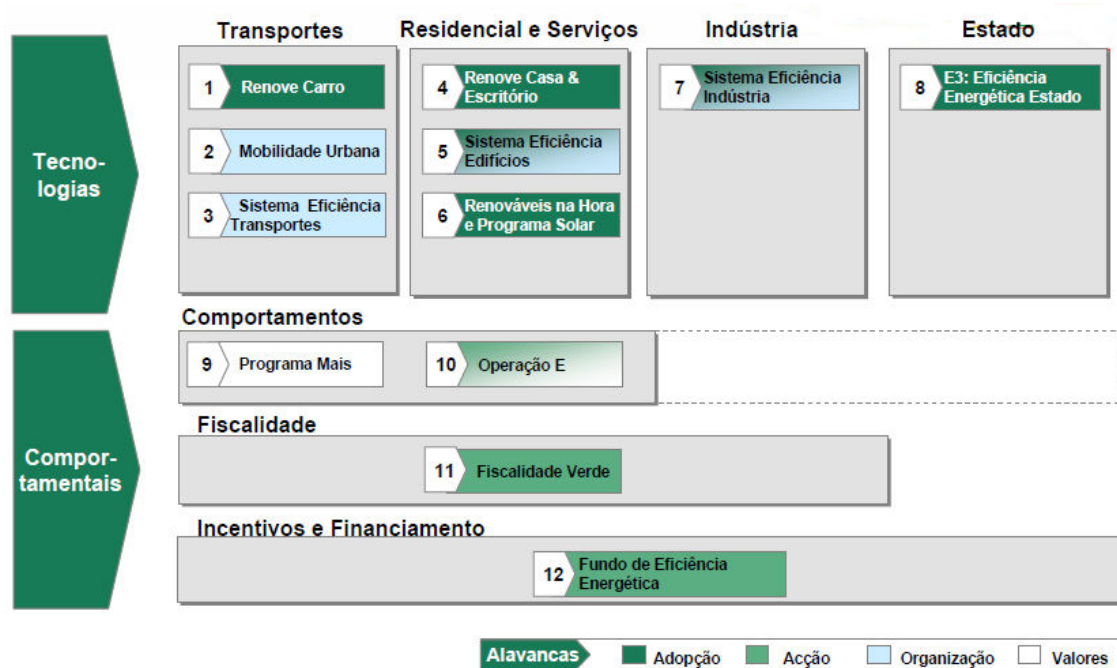 Transportes
Residencial e Serviços
Indústria
Estado
Tecno-
logias
1 Renove Carro
2 Mobilidade Urbana
3 Sistema Eficiência
Transportes
4 Renove Casa &
Escritório
5 Sistema Eficiência
Edifícios
6 Renováveis na Hora
e Programa Solar
7 Sistema Eficiência
Indústria
8 E3: Eficiência
Energética Estado
Compor-
tamentais
Comportamentos
9 Programa Mais
10 Operação E
Fiscalidade
11 Fiscalidade Verde
Incentivos e Financiamento
12 Fundo de Eficiência
Energética
Alavancas
Adopção
Acção
Organização
Valores